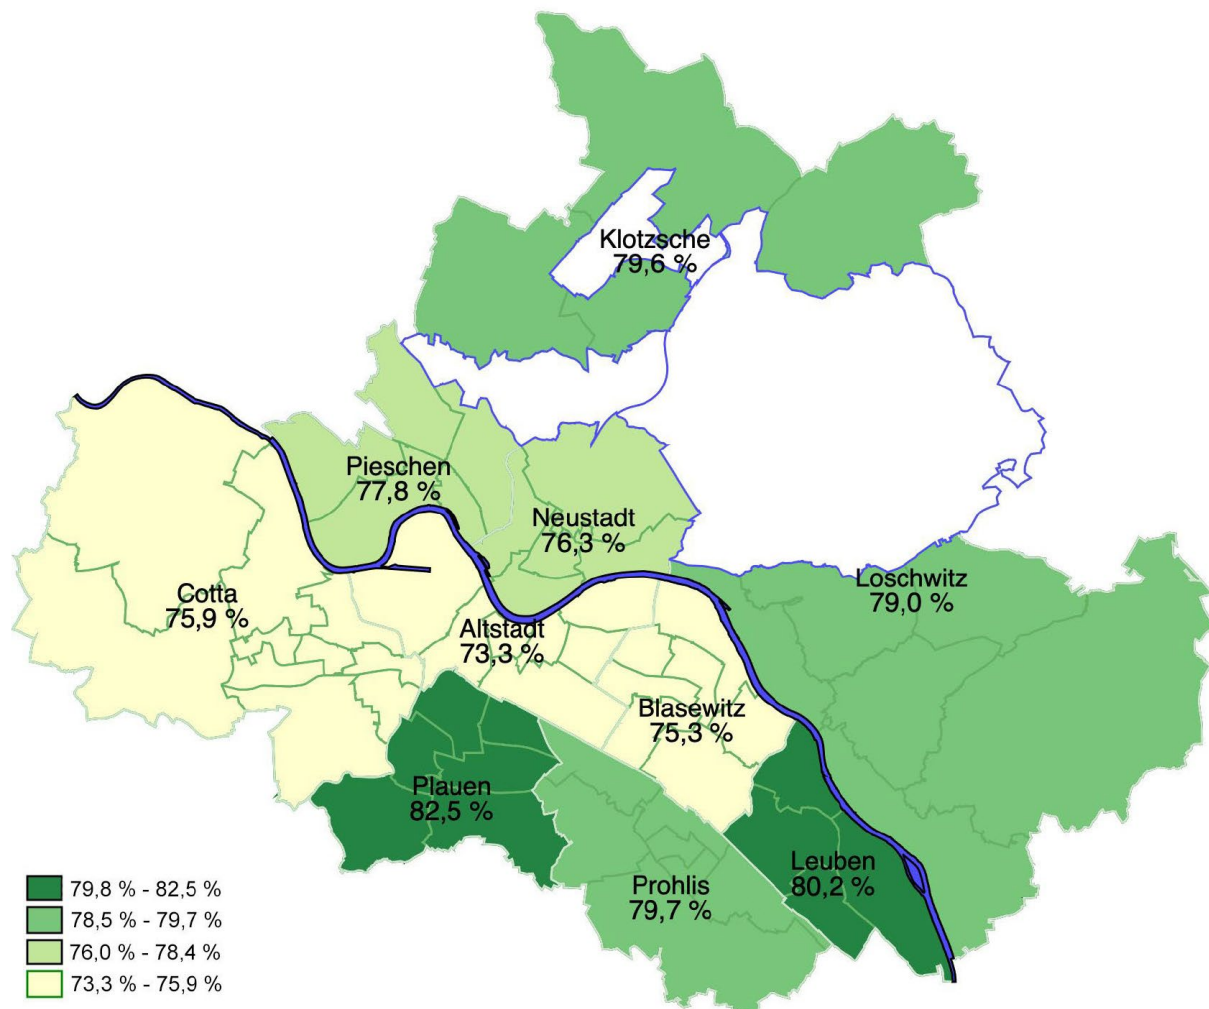 Klotzsche
79,6 %
Pieschen
77,8 %
Neustadt
76,3 %
Loschwitz
79,0 %
Cotta
75,9 %
Altstadt
73,3 %
Blasewitz
75,3 %
Plauen
82,5 %
Leuben
80,2 %
Prohlis
79,7 %
79,8 % - 82,5 %
78,5 % - 79,7 %
76,0 % - 78,4 %
73,3 % - 75,9 %